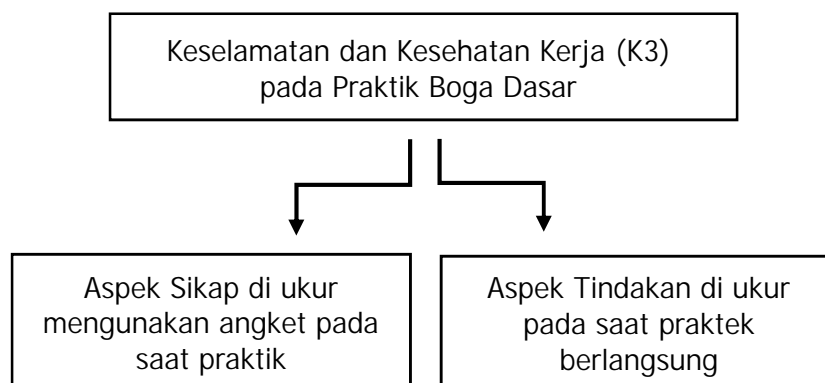 Keselamatan dan Kesehatan Kerja (K3)
pada Praktik Boga Dasar
Aspek Sikap di ukur
mengunakan angket pada
saat praktik
Aspek Tindakan di ukur
pada saat praktek
berlangsung